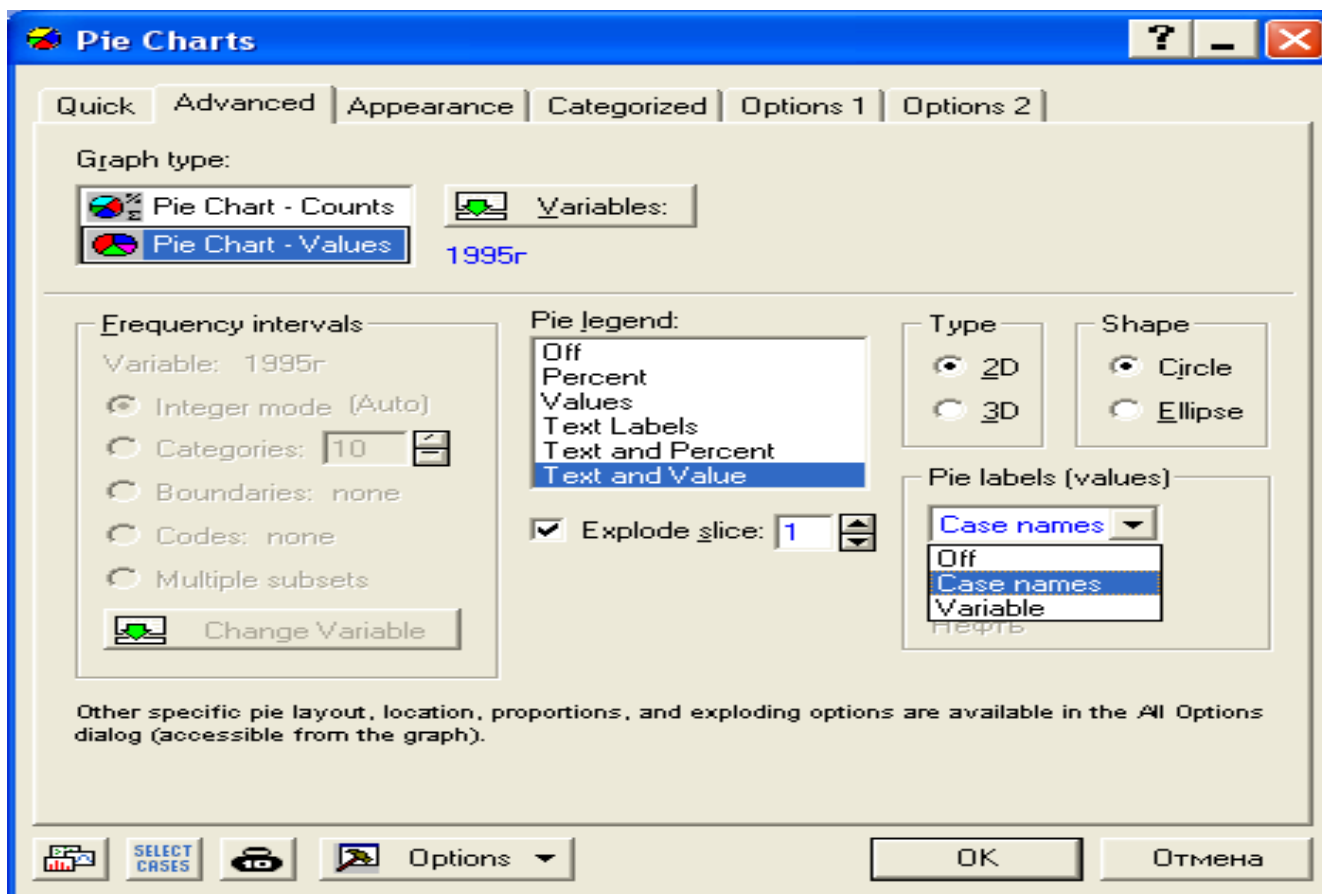 Pie Charts
Quick Advanced Appearance Categorized Options 1 Options 2
Graph type:
Pie Chart - Counts
Pie Chart - Values
Variables:
1995г
Frequency intervals
Variable: 1995г
Integer mode (Auto)
Categories: 10
Boundaries: none
Codes: none
Multiple subsets
Change Variable
Pie legend:
Off
Percent
Values
Text Labels
Text and Percent
Text and Value
Explode slice: 1
Type
2D
3D
Shape
Circle
Ellipse
Pie labels (values)
Case names
Off
Case names
Variable
Нефть
Other specific pie layout, location, proportions, and exploding options are available in the All Options
dialog (accessible from the graph).
SELECT
CASES
Options
OK
Отмена